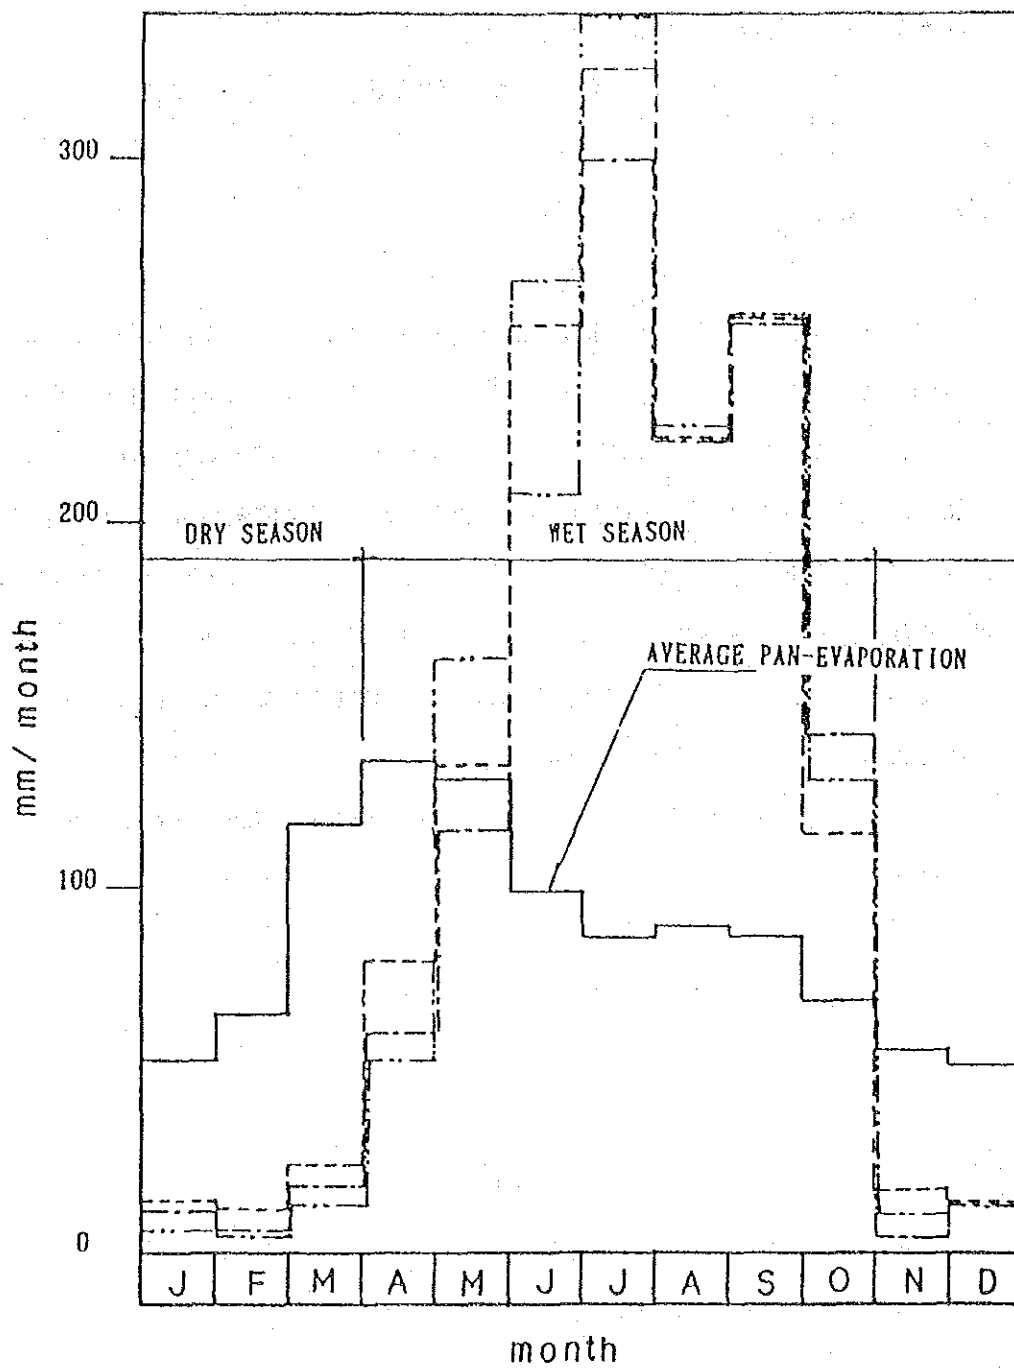 300
200
DRY SEASON
WET SEASON
AVERAGE PAN-EVAPORATION
mm/ month
100
0
J F M A M J J A S O N D
month